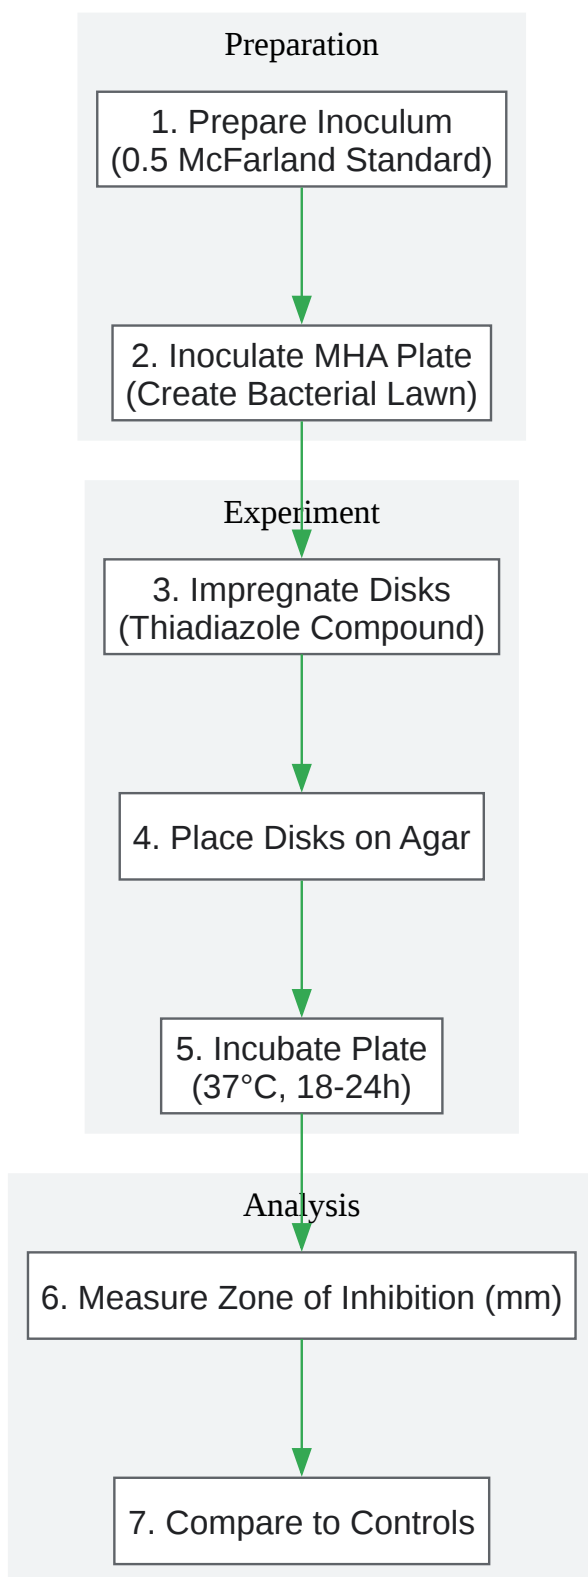 Preparation
1. Prepare Inoculum
(0.5 McFarland Standard)
2. Inoculate MHA Plate
(Create Bacterial Lawn)
Experiment
3. Impregnate Disks
(Thiadiazole Compound)
4. Place Disks on Agar
5. Incubate Plate
(37°C, 18-24h)
Analysis
6. Measure Zone of Inhibition (mm)
7. Compare to Controls